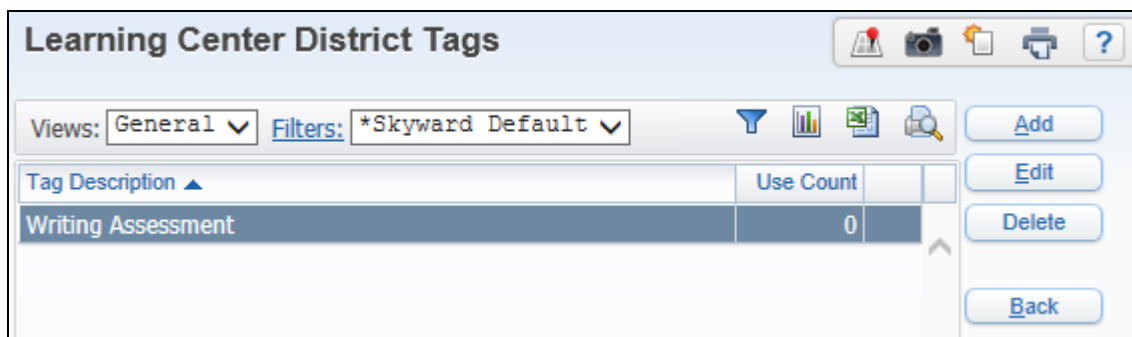 Learning Center District Tags
?
Views: General Filters: *Skyward Default
Add
Tag Description Use Count
Edit
Writing Assessment 0
Delete
Back